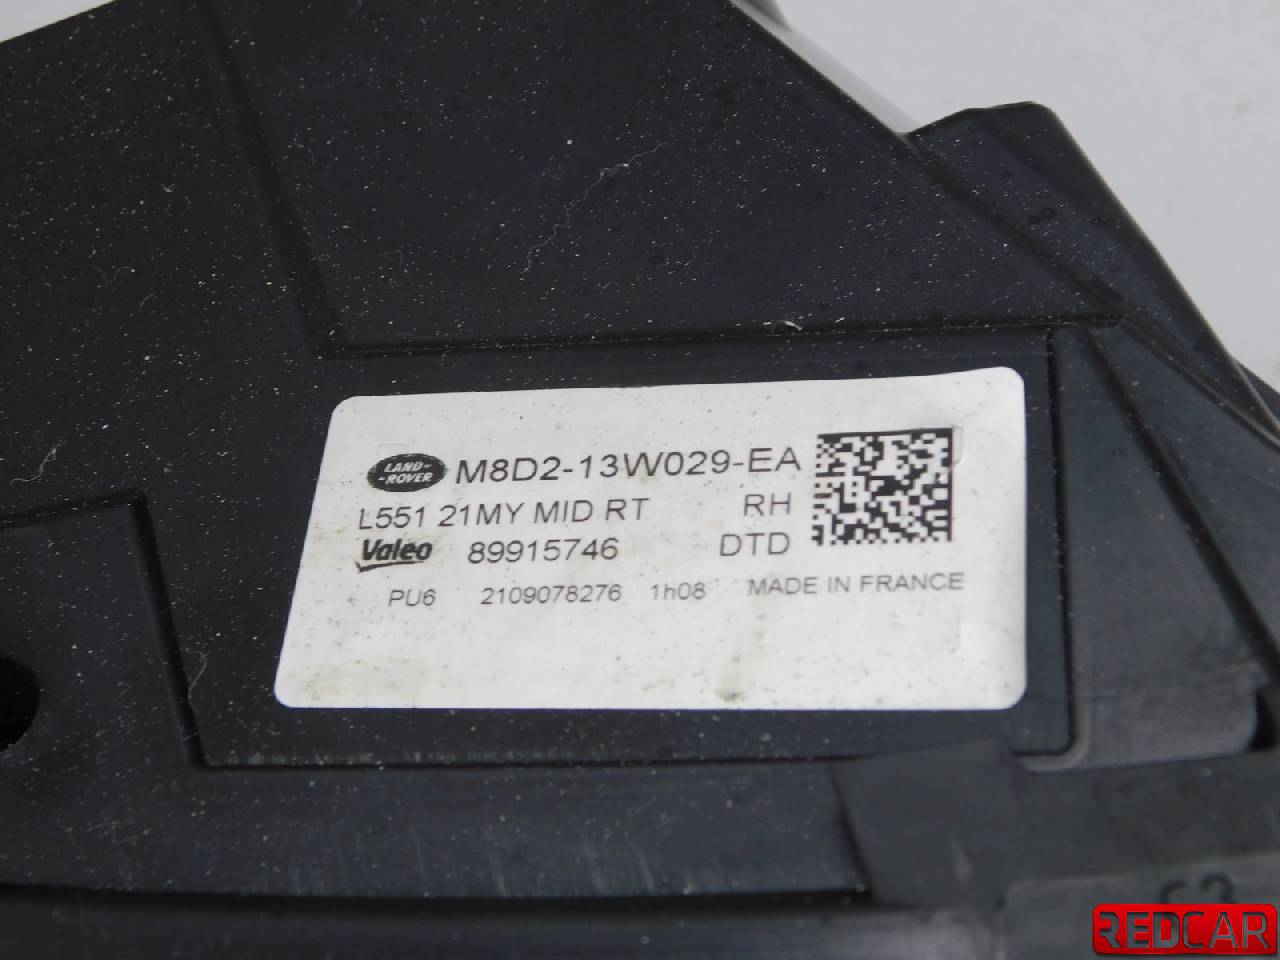 LAND-
-ROVER
M8D2-13W029-EA
L551 21MY MID RT RH
Valeo 89915746 DTD
PU6 2109078276 1h08 MADE IN FRANCE
REDCAR